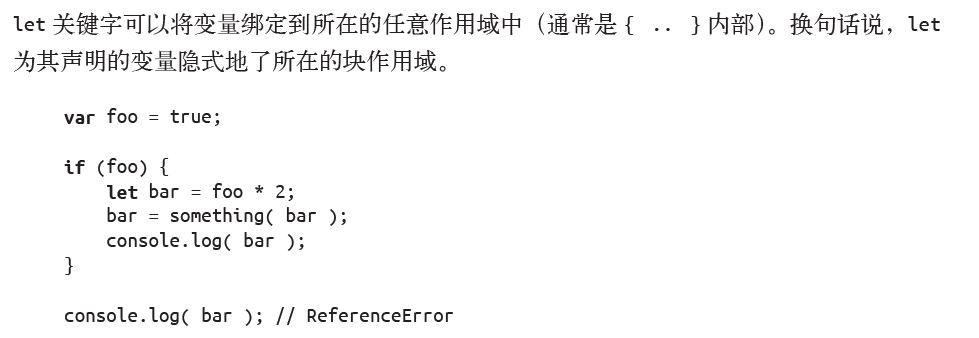 let 关键字可以将变量绑定到所在的任意作用域中（通常是 { .. } 内部）。换句话说，let
为其声明的变量隐式地了所在的块作用域。
var foo = true;
if (foo) {
let bar = foo * 2;
bar = something( bar );
console.log( bar );
}
console.log( bar ); // ReferenceError